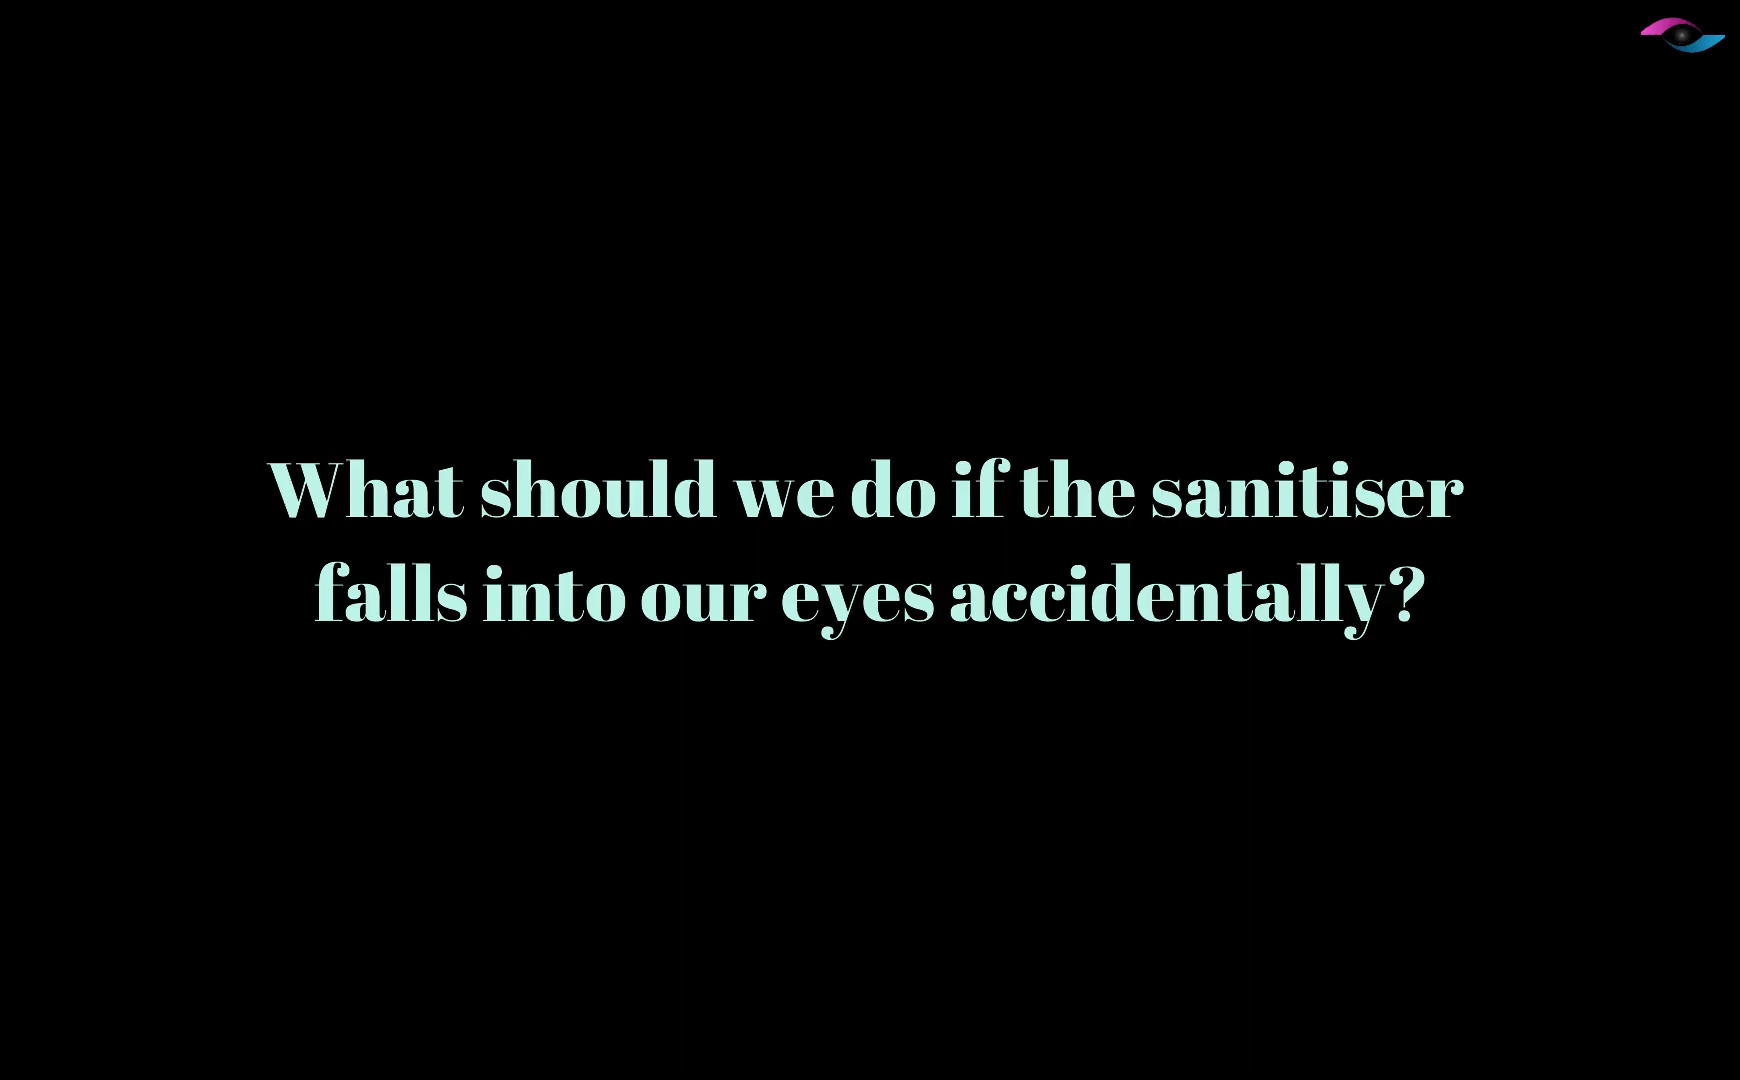 What should we do if the sanitiser
falls into our eyes accidentally?